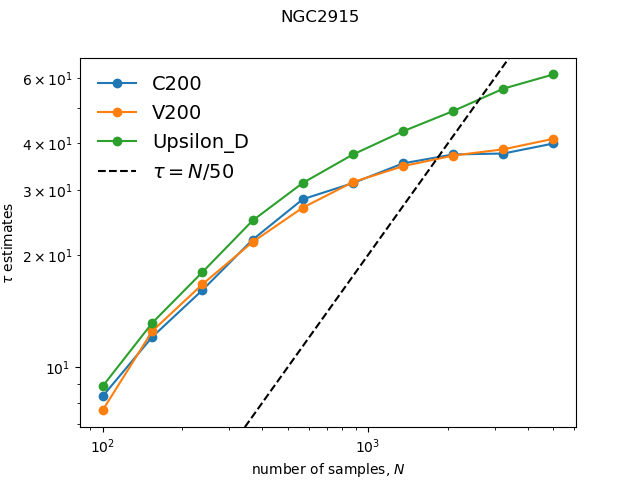 NGC2915
C200
V200
Upsilon_D
τ = N/50
6 × 10¹
4 × 10¹
3 × 10¹
2 × 10¹
10¹
τ estimates
10² 10³
number of samples, N